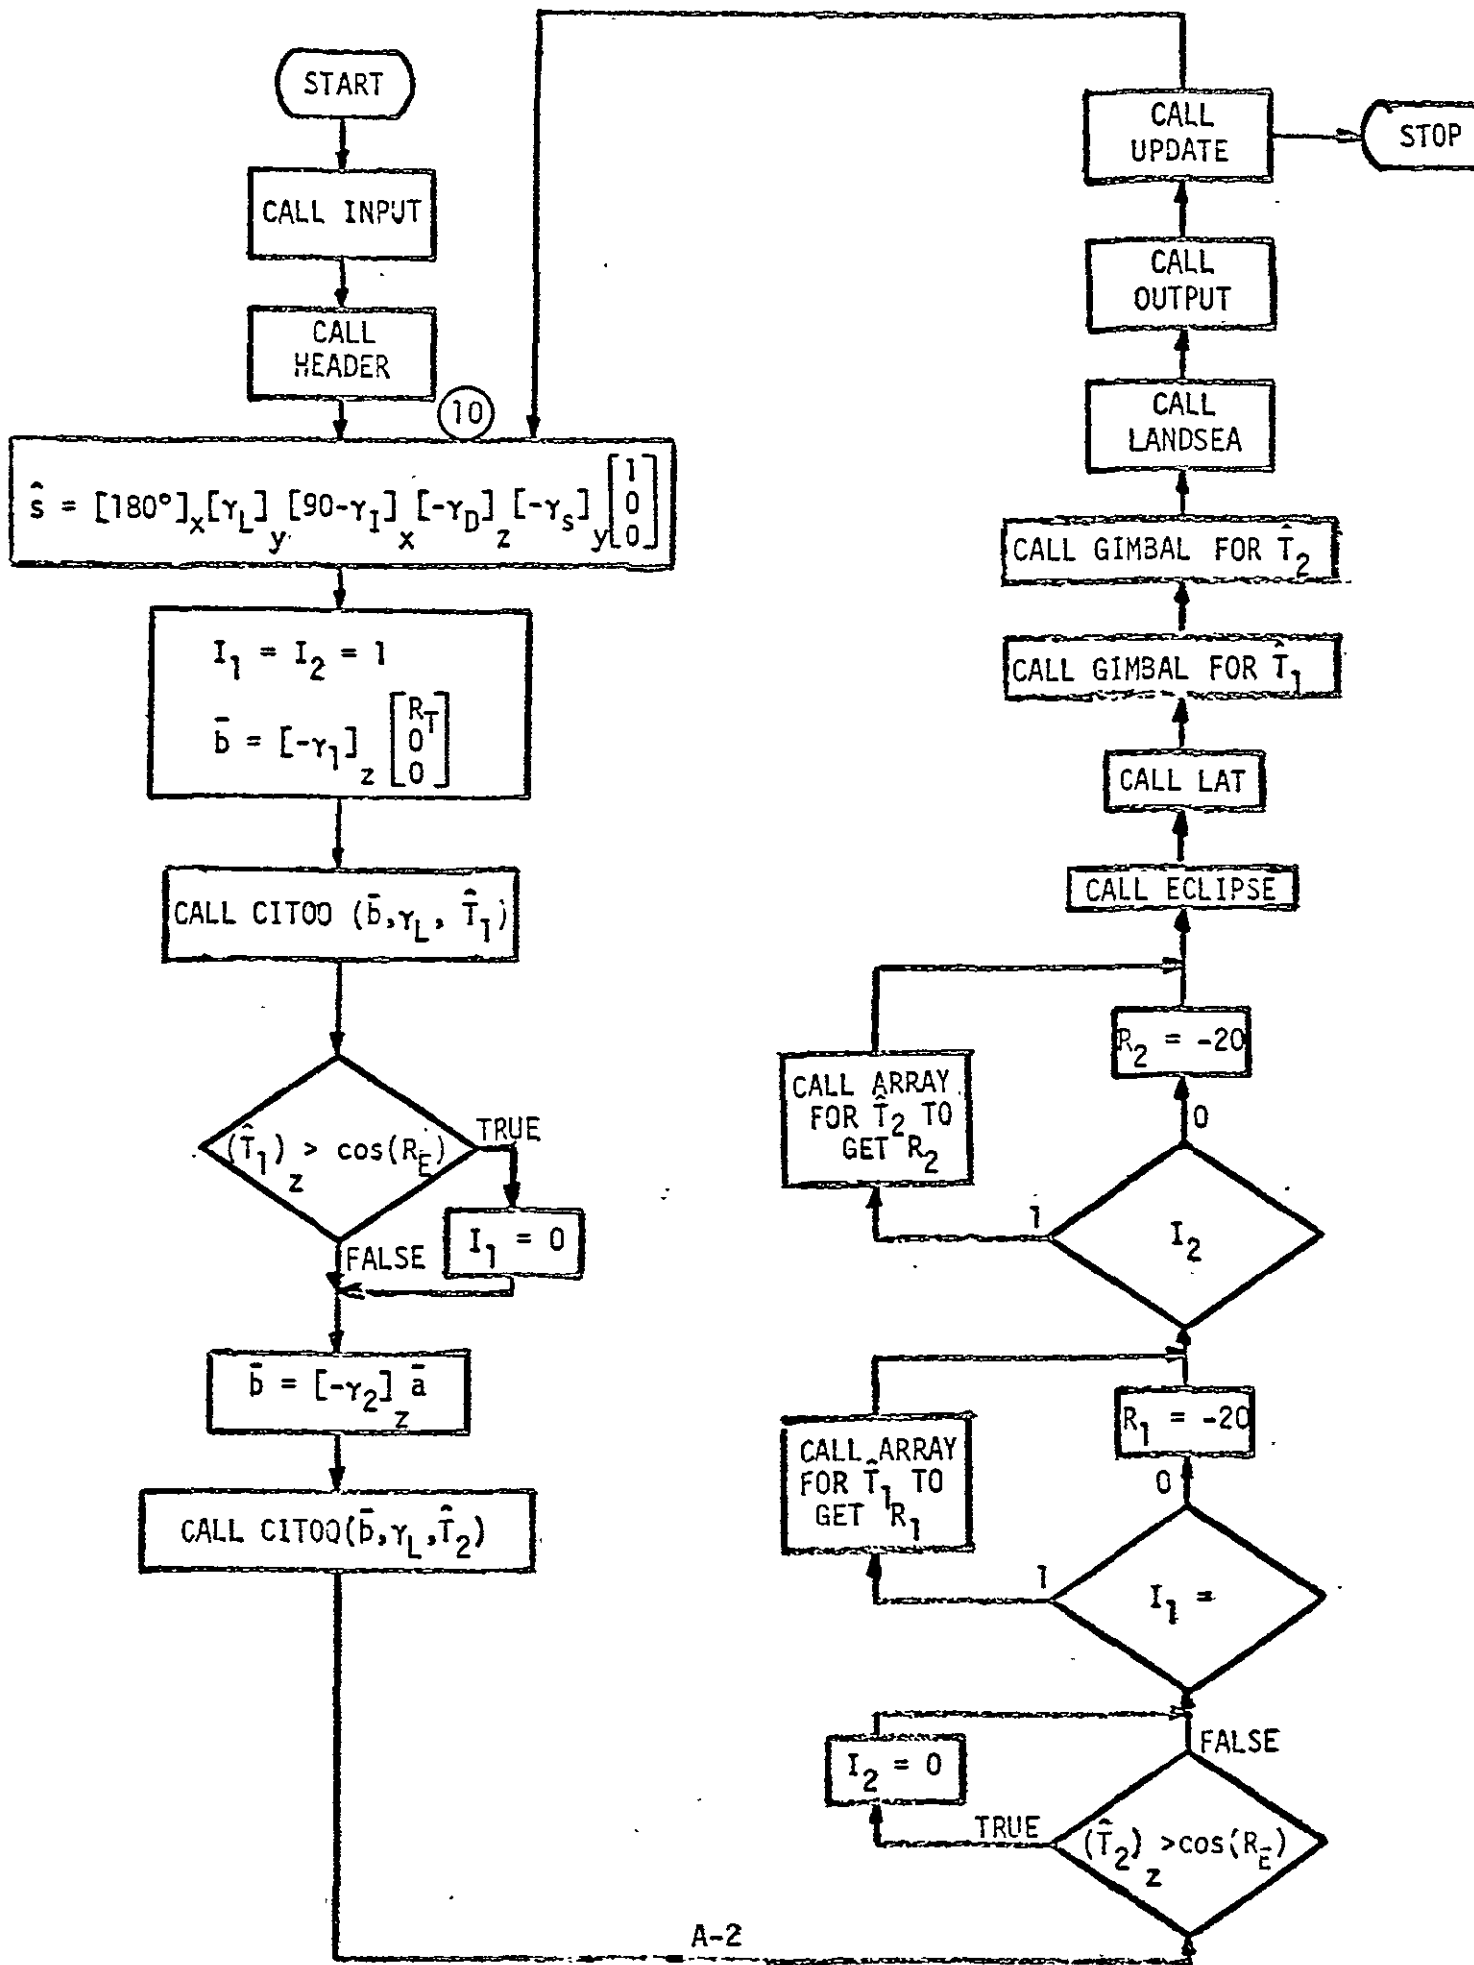 START
CALL INPUT
CALL
HEADER
10
ŝ = [180°]x [γL]y [90-γI]x [-γD]z [-γs]y [1 0 0]
I1 = I2 = 1
b̄ = [-γ1]z [RT 0 0]
CALL CITOO (b̄,γL, T̂1)
(T̂1)z > cos(RE)
TRUE
I1 = 0
FALSE
b̄ = [-γ2]z ā
CALL CITOO(b̄,γL,T̂2)
A-2
(T̂2)z >cos(RE)
TRUE
I2 = 0
FALSE
I1 =
1
CALL ARRAY
FOR T̂1 TO
GET R1
0
R1 = -20
I2
1
CALL ARRAY
FOR T̂2 TO
GET R2
0
R2 = -20
CALL ECLIPSE
CALL LAT
CALL GIMBAL FOR T̂1
CALL GIMBAL FOR T̂2
CALL
LANDSEA
CALL
OUTPUT
CALL
UPDATE
STOP